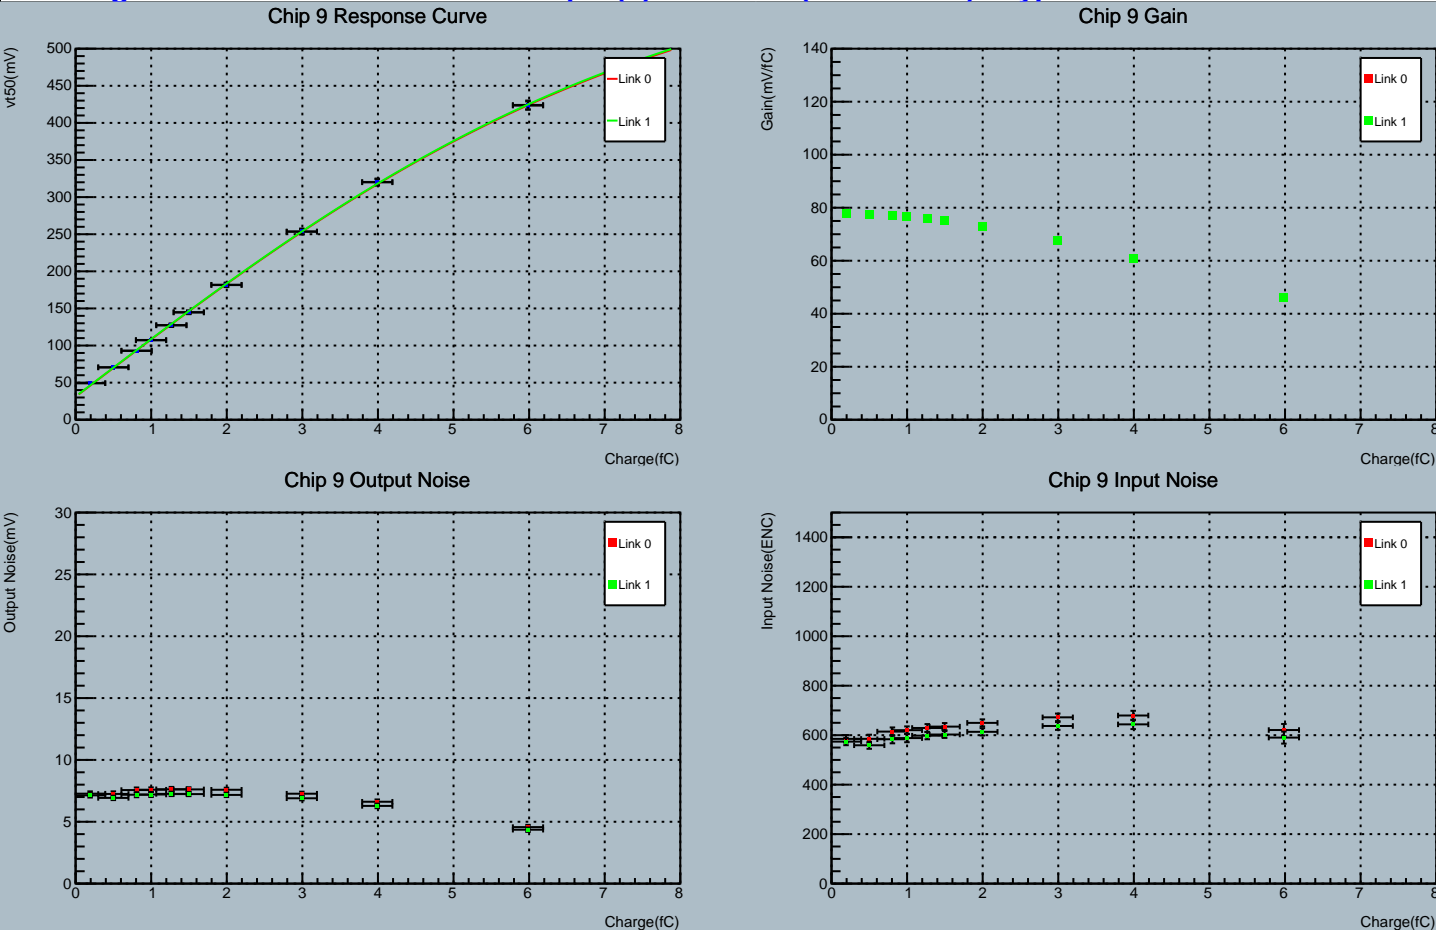 Chip 9 Response Curve
vt50(mV)
500
450
400
350
300
250
200
150
100
50
0
0 1 2 3 4 5 6 7 8
Charge(fC)
Link 0
Link 1
Chip 9 Gain
Gain(mV/fC)
140
120
100
80
60
40
20
0
0 1 2 3 4 5 6 7 8
Charge(fC)
Link 0
Link 1
Chip 9 Output Noise
Output Noise(mV)
30
25
20
15
10
5
0
0 1 2 3 4 5 6 7 8
Charge(fC)
Link 0
Link 1
Chip 9 Input Noise
Input Noise(ENC)
1400
1200
1000
800
600
400
200
0
0 1 2 3 4 5 6 7 8
Charge(fC)
Link 0
Link 1